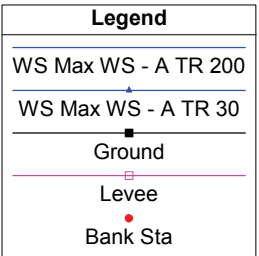 Legend
WS Max WS - A TR 200
WS Max WS - A TR 30
Ground
Levee
Bank Sta